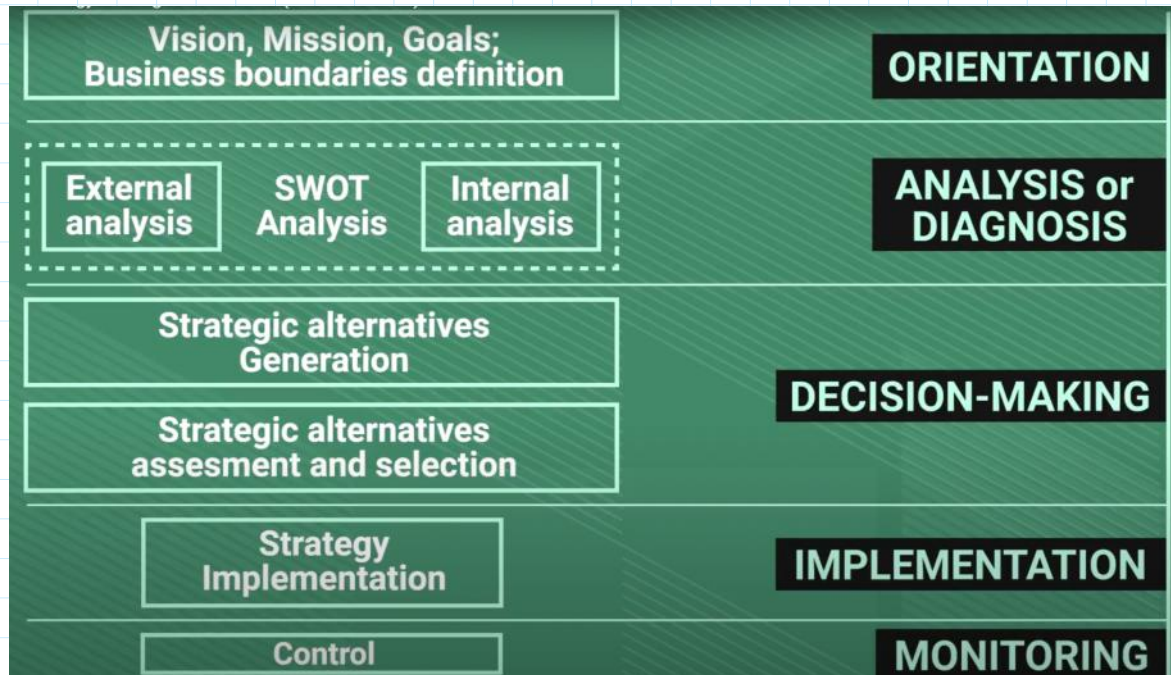 Vision, Mission, Goals;
Business boundaries definition
ORIENTATION
External
analysis
SWOT
Analysis
Internal
analysis
ANALYSIS or
DIAGNOSIS
Strategic alternatives
Generation
Strategic alternatives
assesment and selection
DECISION-MAKING
Strategy
Implementation
IMPLEMENTATION
Control
MONITORING